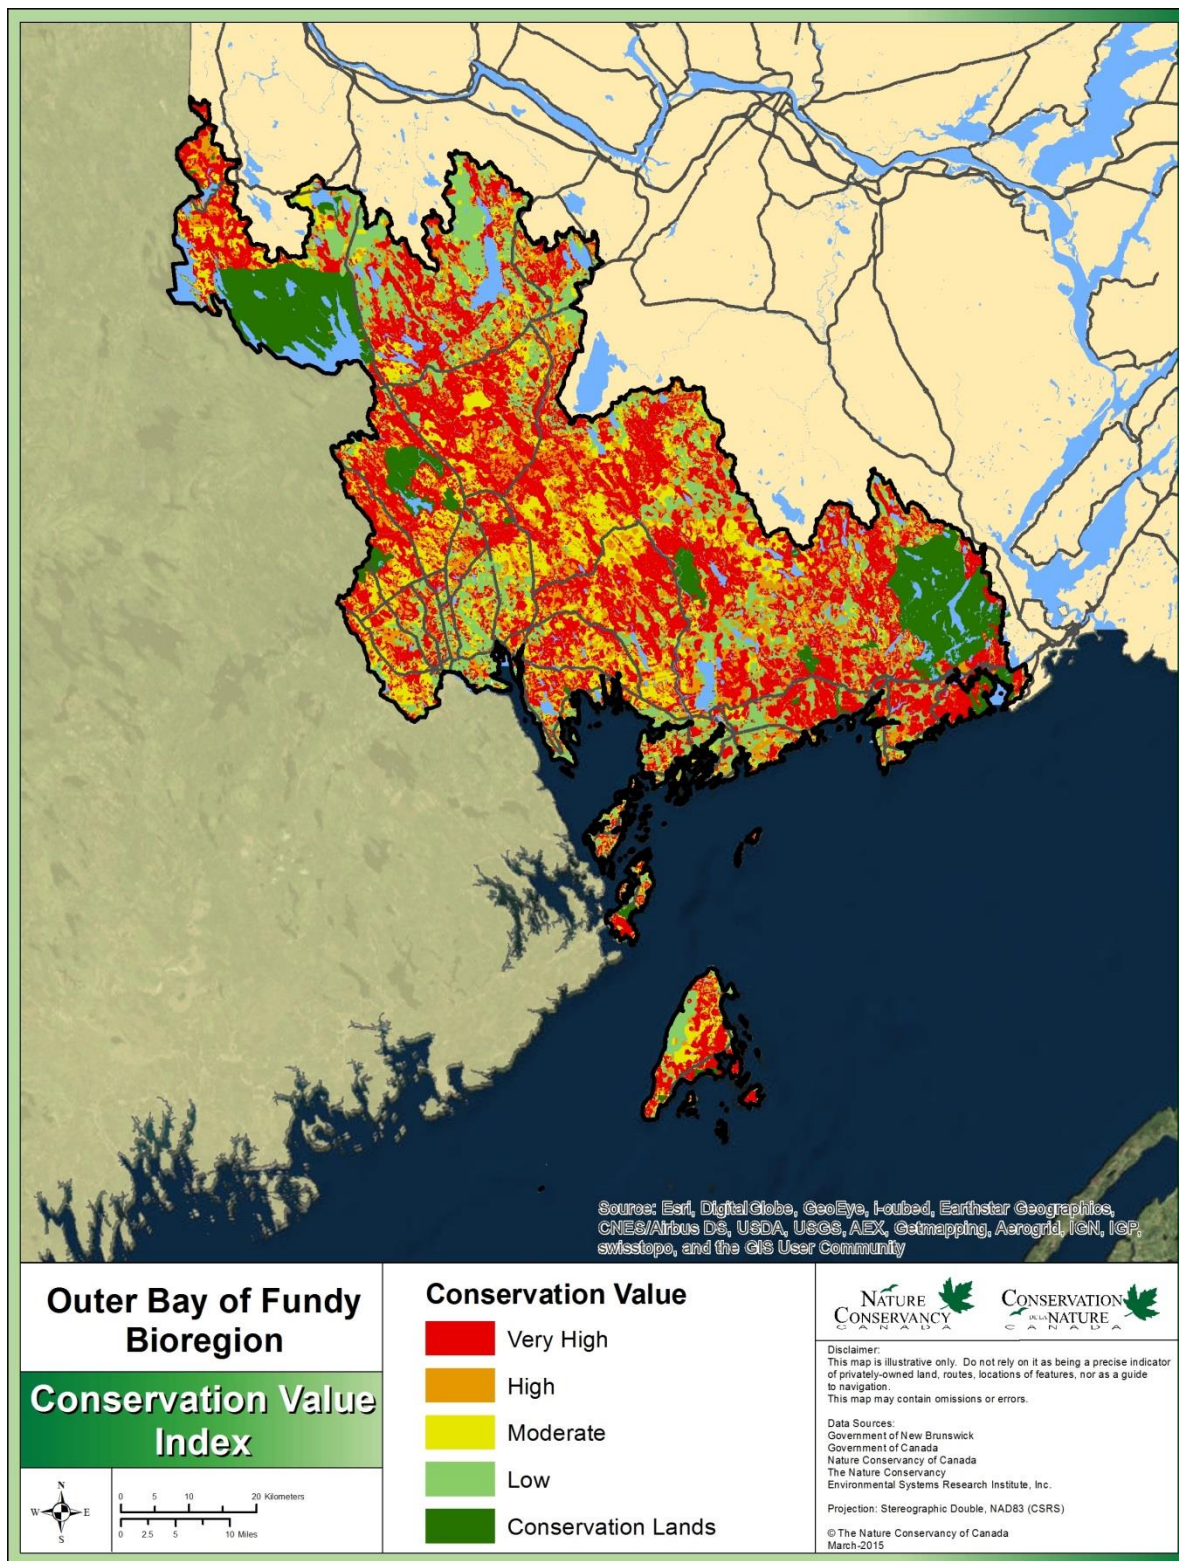 Source: Esri, DigitalGlobe, GeoEye, i-cubed, Earthstar Geographics,
CNES/Airbus DS, USDA, USGS, AEX, Getmapping, Aerogrid, IGN, IGP,
swisstopo, and the GIS User Community
Outer Bay of Fundy
Bioregion
Conservation Value
Index
N
W E
S
0 5 10 20 Kilometers
0 2.5 5 10 Miles
Conservation Value
Very High
High
Moderate
Low
Conservation Lands
NATURE
CONSERVANCY
CANADA
CONSERVATION
DE LA NATURE
CANADA
Disclaimer:
This map is illustrative only. Do not rely on it as being a precise indicator
of privately-owned land, routes, locations of features, nor as a guide
to navigation.
This map may contain omissions or errors.
Data Sources:
Government of New Brunswick
Government of Canada
Nature Conservancy of Canada
The Nature Conservancy
Environmental Systems Research Institute, Inc.
Projection: Stereographic Double, NAD83 (CSRS)
© The Nature Conservancy of Canada
March-2015